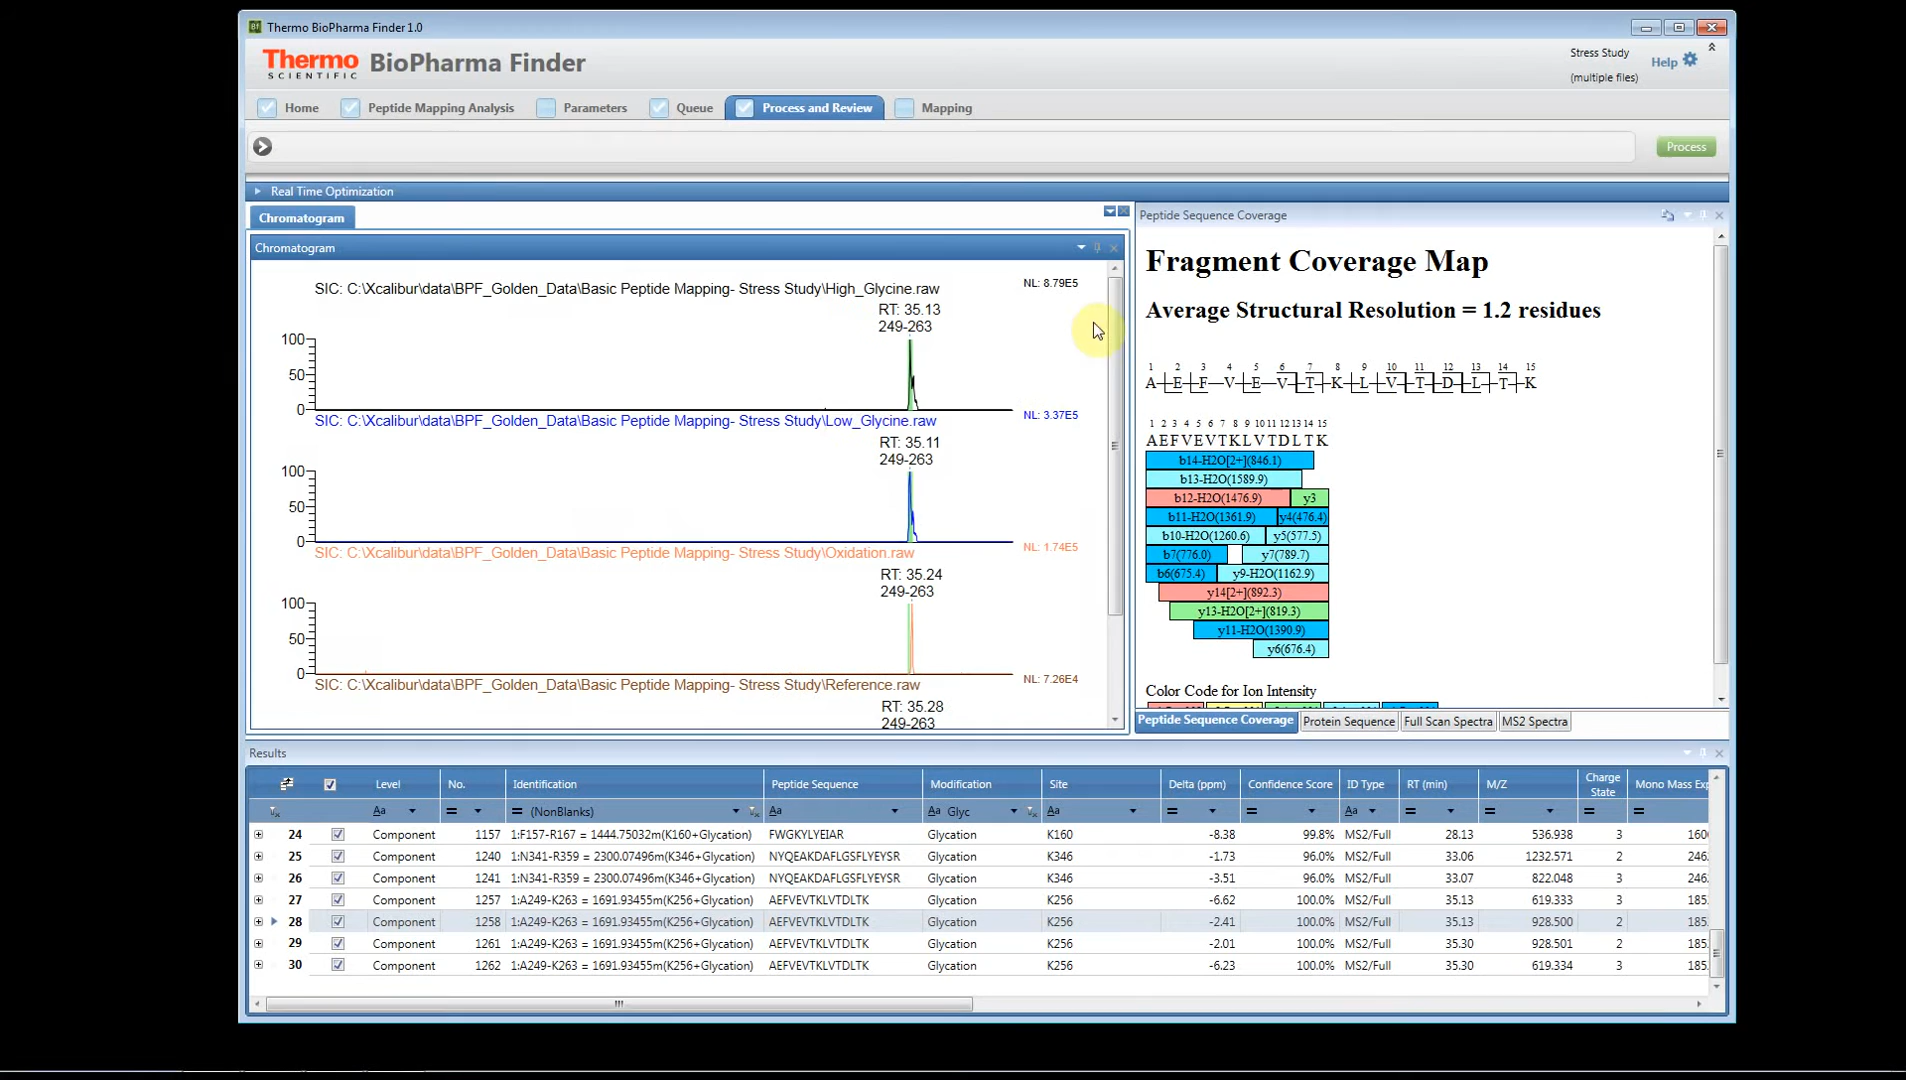 Bf Thermo BioPharma Finder 1.0
Thermo SCIENTIFIC BioPharma Finder
Stress Study
(multiple files)
Help
Home Peptide Mapping Analysis Parameters Queue Process and Review Mapping
Process
Real Time Optimization
Chromatogram
Chromatogram
SIC: C:\Xcalibur\data\BPF_Golden_Data\Basic Peptide Mapping- Stress Study\High_Glycine.raw
NL: 8.79E5
RT: 35.13
249-263
100
50
0
SIC: C:\Xcalibur\data\BPF_Golden_Data\Basic Peptide Mapping- Stress Study\Low_Glycine.raw
NL: 3.37E5
RT: 35.11
249-263
100
50
0
SIC: C:\Xcalibur\data\BPF_Golden_Data\Basic Peptide Mapping- Stress Study\Oxidation.raw
NL: 1.74E5
RT: 35.24
249-263
100
50
0
SIC: C:\Xcalibur\data\BPF_Golden_Data\Basic Peptide Mapping- Stress Study\Reference.raw
NL: 7.26E4
RT: 35.28
249-263
Peptide Sequence Coverage
Fragment Coverage Map
Average Structural Resolution = 1.2 residues
1 2 3 4 5 6 7 8 9 10 11 12 13 14 15
A E F V E V T K L V T D L T K
1 2 3 4 5 6 7 8 9 10 11 12 13 14 15
AEFVEVTKLVTDLTK
b14-H2O[2+](846.1)
b13-H2O(1589.9)
b12-H2O(1476.9) y3
b11-H2O(1361.9) y4(476.4)
b10-H2O(1260.6) y5(577.5)
b7(776.0) y7(789.7)
b6(675.4) y9-H2O(1162.9)
y14[2+](892.3)
y13-H2O[2+](819.3)
y11-H2O(1390.9)
y6(676.4)
Color Code for Ion Intensity
Peptide Sequence Coverage Protein Sequence Full Scan Spectra MS2 Spectra
Results
Level No. Identification Peptide Sequence Modification Site Delta (ppm) Confidence Score ID Type RT (min) M/Z Charge State Mono Mass Exp
Aa = = (NonBlanks) Aa Aa Glyc Aa = = Aa = = = =
24 Component 1157 1:F157-R167 = 1444.75032m(K160+Glycation) FWGKYLYEIAR Glycation K160 -8.38 99.8% MS2/Full 28.13 536.938 3 160
25 Component 1240 1:N341-R359 = 2300.07496m(K346+Glycation) NYQEAKDAFLGSFLYEYSR Glycation K346 -1.73 96.0% MS2/Full 33.06 1232.571 2 246.
26 Component 1241 1:N341-R359 = 2300.07496m(K346+Glycation) NYQEAKDAFLGSFLYEYSR Glycation K346 -3.51 96.0% MS2/Full 33.07 822.048 3 246.
27 Component 1257 1:A249-K263 = 1691.93455m(K256+Glycation) AEFVEVTKLVTDLTK Glycation K256 -6.62 100.0% MS2/Full 35.13 619.333 3 185.
28 Component 1258 1:A249-K263 = 1691.93455m(K256+Glycation) AEFVEVTKLVTDLTK Glycation K256 -2.41 100.0% MS2/Full 35.13 928.500 2 185.
29 Component 1261 1:A249-K263 = 1691.93455m(K256+Glycation) AEFVEVTKLVTDLTK Glycation K256 -2.01 100.0% MS2/Full 35.30 928.501 2 185.
30 Component 1262 1:A249-K263 = 1691.93455m(K256+Glycation) AEFVEVTKLVTDLTK Glycation K256 -6.23 100.0% MS2/Full 35.30 619.334 3 185.